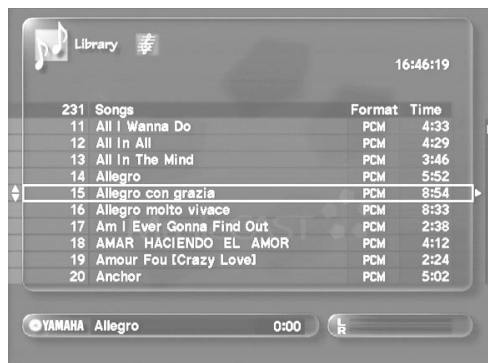 Library
16:46:19
231 Songs Format Time
11 All I Wanna Do PCM 4:33
12 All In All PCM 4:29
13 All In The Mind PCM 3:46
14 Allegro PCM 5:52
15 Allegro con grazia PCM 8:54
16 Allegro molto vivace PCM 8:33
17 Am I Ever Gonna Find Out PCM 2:38
18 AMAR HACIENDO EL AMOR PCM 4:12
19 Amour Fou [Crazy Love] PCM 2:24
20 Anchor PCM 5:02
YAMAHA Allegro 0:00 L
R